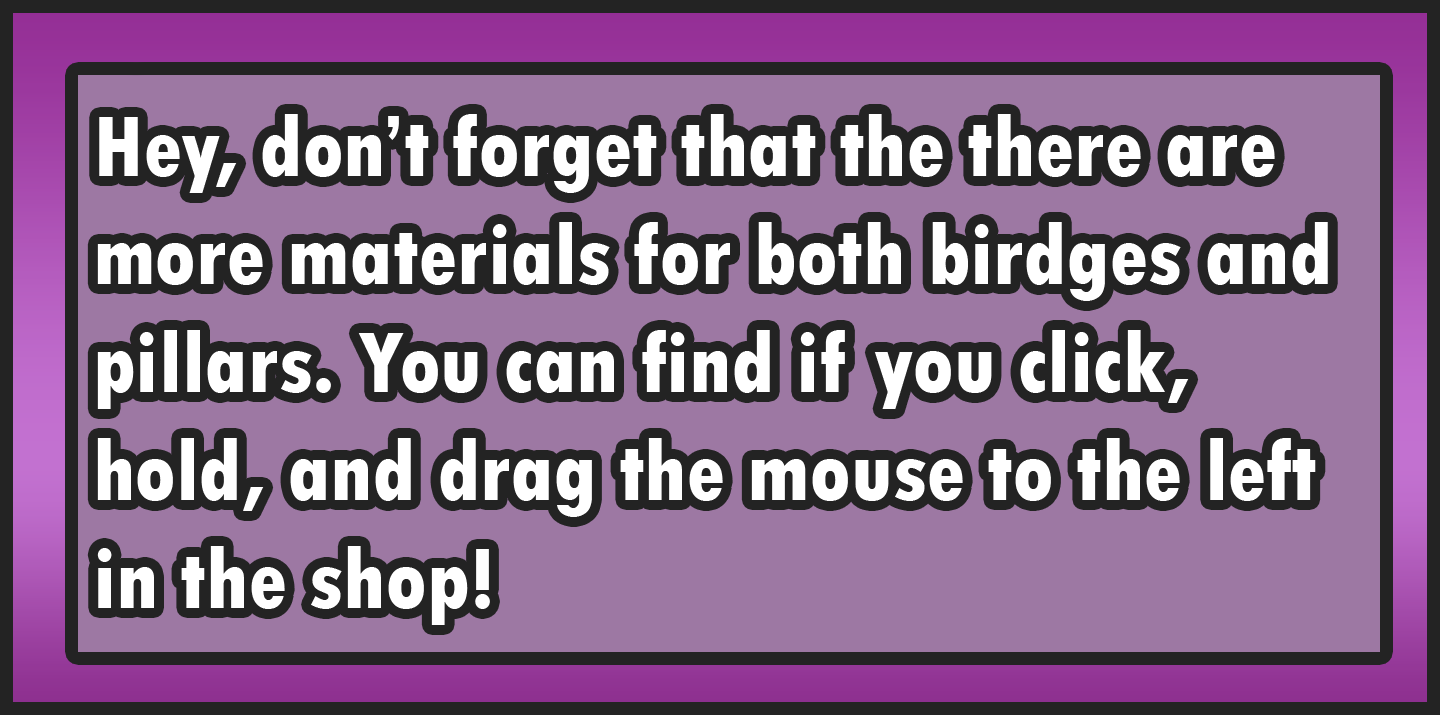 Hey, don’t forget that the there are
more materials for both birdges and
pillars. You can find if you click,
hold, and drag the mouse to the left
in the shop!